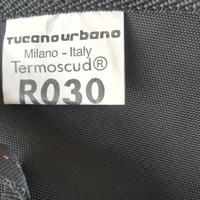 TUCANOURBANO
Milano - Italy
Termoscud®
R030